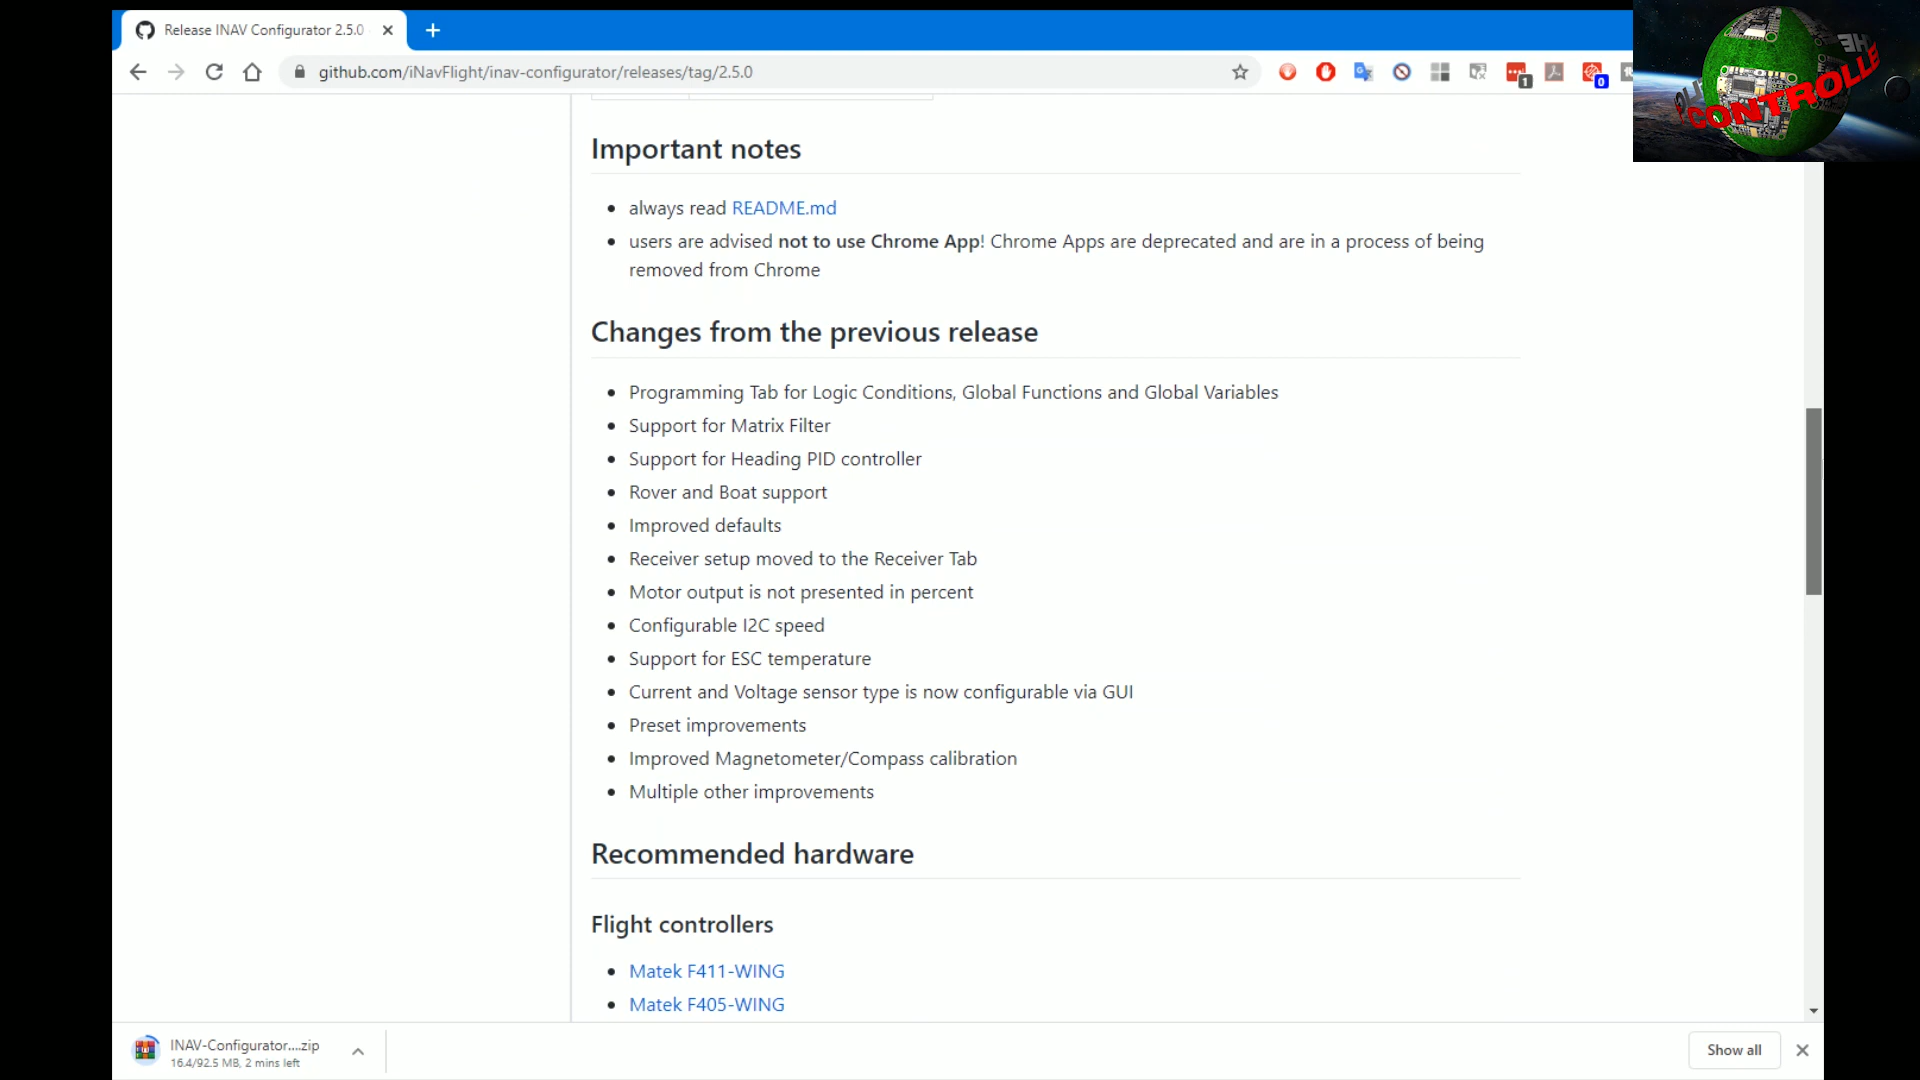 Release INAV Configurator 2.5.0
github.com/iNavFlight/inav-configurator/releases/tag/2.5.0
1
0
CONTROLLE
Important notes
always read README.md
users are advised not to use Chrome App! Chrome Apps are deprecated and are in a process of being
removed from Chrome
Changes from the previous release
Programming Tab for Logic Conditions, Global Functions and Global Variables
Support for Matrix Filter
Support for Heading PID controller
Rover and Boat support
Improved defaults
Receiver setup moved to the Receiver Tab
Motor output is not presented in percent
Configurable I2C speed
Support for ESC temperature
Current and Voltage sensor type is now configurable via GUI
Preset improvements
Improved Magnetometer/Compass calibration
Multiple other improvements
Recommended hardware
Flight controllers
Matek F411-WING
Matek F405-WING
INAV-Configurator....zip
16.4/92.5 MB, 2 mins left
Show all